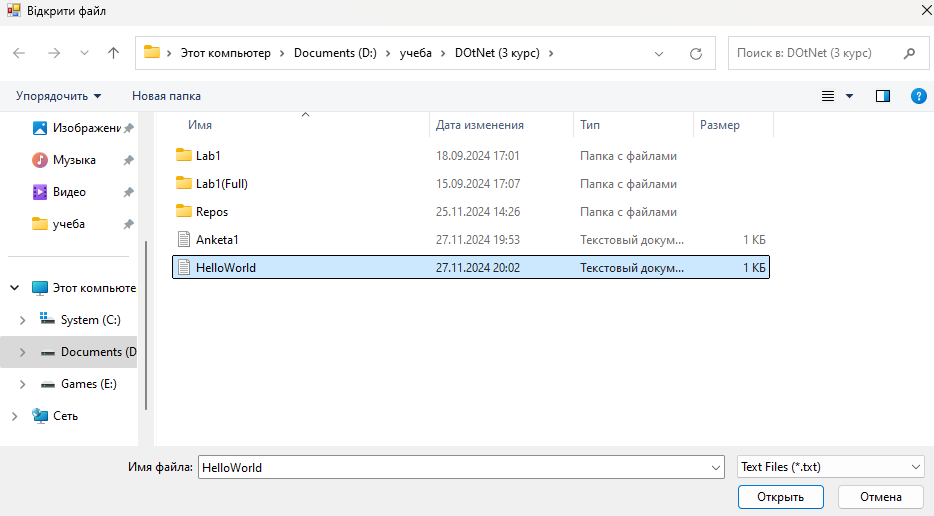 Відкрити файл
Этот компьютер Documents (D:) учеба DOtNet (3 курс)
Поиск в: DOtNet (3 курс)
Упорядочить Новая папка
Изображени
Музыка
Видео
учеба
Этот компьюте
System (C:)
Documents (D
Games (E:)
Сеть
Имя Дата изменения Тип Размер
Lab1 18.09.2024 17:01 Папка с файлами
Lab1(Full) 15.09.2024 17:07 Папка с файлами
Repos 25.11.2024 14:26 Папка с файлами
Anketa1 27.11.2024 19:53 Текстовый докум... 1 КБ
HelloWorld 27.11.2024 20:02 Текстовый докум... 1 КБ
Имя файла: HelloWorld Text Files (*.txt)
Открыть Отмена